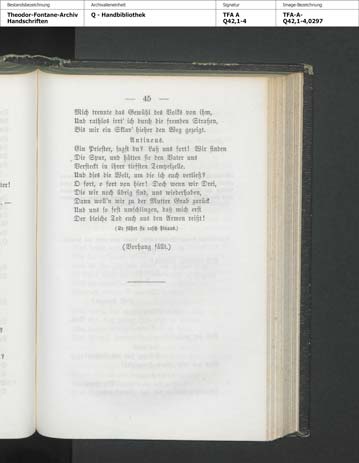 Bestandsbezeichnung
Theodor-Fontane-Archiv
Handschriften
Archivalieneinheit
Q - Handbibliothek
Signatur
TFA A
Q42,1-4
Image-Bezeichnung
TFA-A-
Q42,1-4,0297
— 45 —
Mich trennte das Gewühl des Volks von ihm,
Und rathlos irrt' ich durch die fremden Straßen,
Bis mir ein Sklav' hieher den Weg gezeigt.
Antinous.
Ein Priester, sagst du? Laß uns fort! Wir finden
Die Spur, und hätten sie den Vater uns
Versteckt in ihrer tiefsten Tempelzelle.
Und dies die Welt, um die ich euch verließ?
O fort, o fort von hier! Doch wenn wir Drei,
Die wir noch übrig sind, uns wiederhaben,
Dann woll'n wir zu der Mutter Grab zurück
Und uns so fest umschlingen, daß mich erst
Der bleiche Tod euch aus den Armen reißt!
(Er führt sie rasch hinaus.)
(Vorhang fällt.)
ter!
, —
?